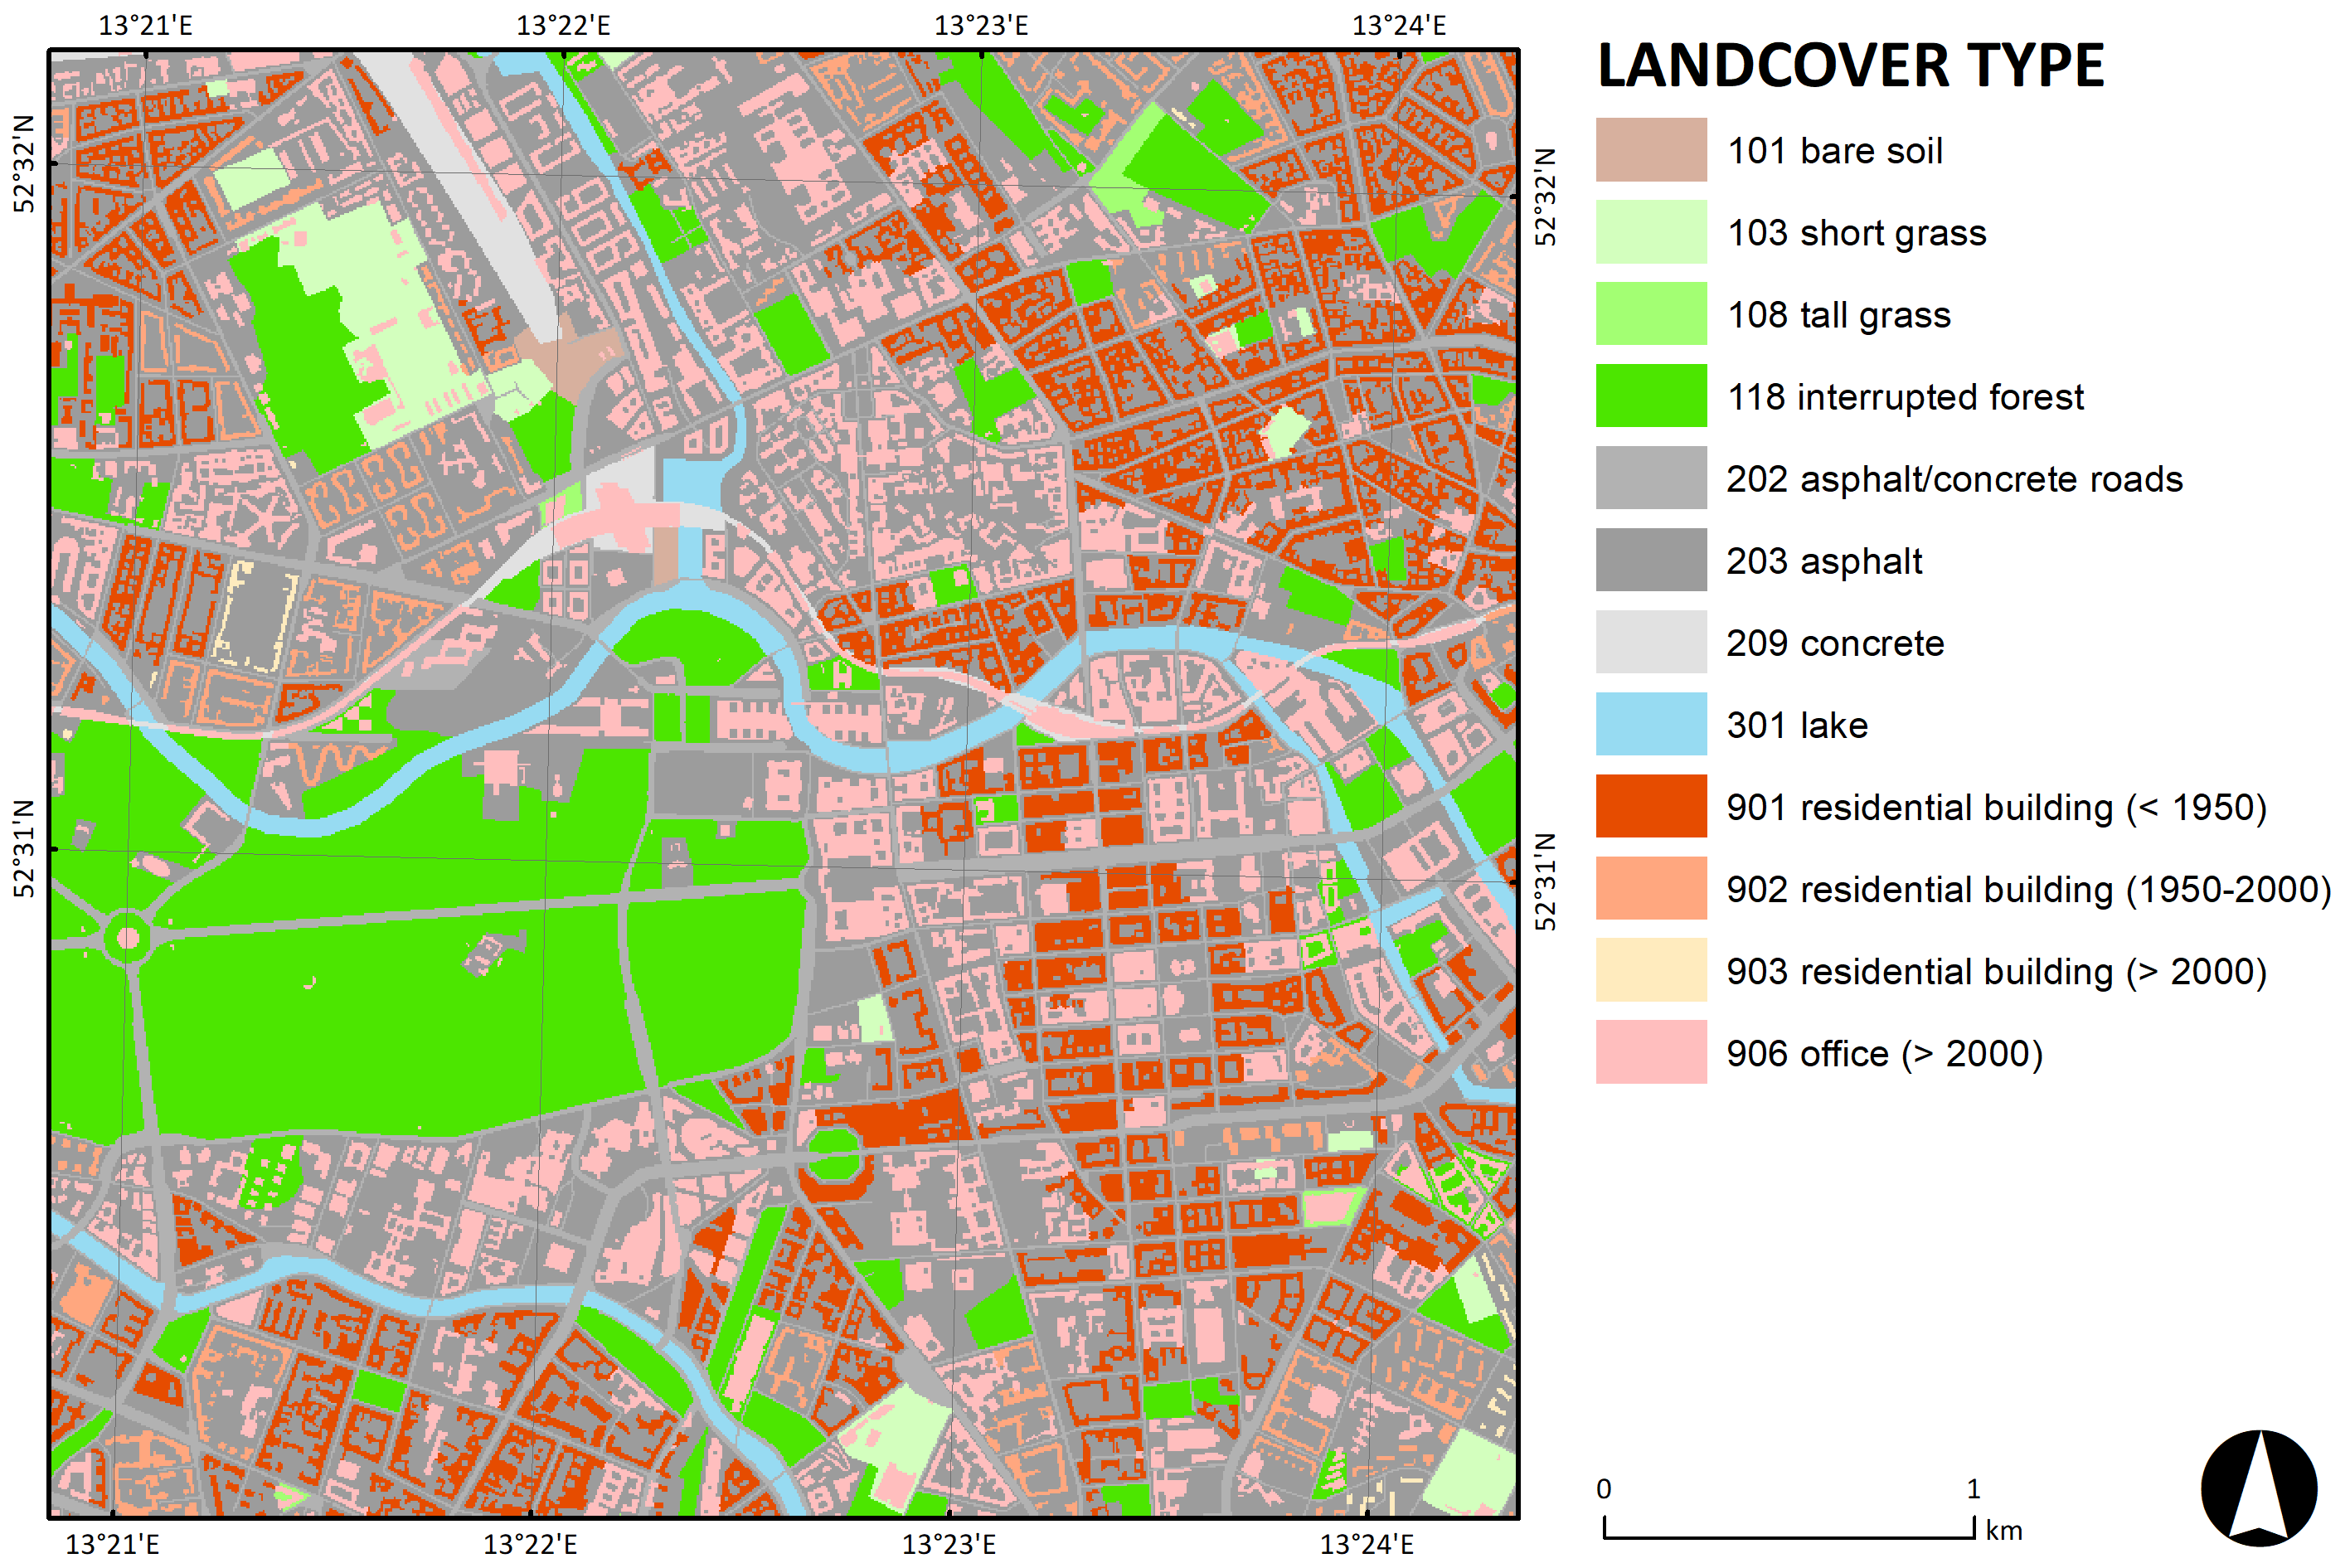 13°21'E 13°22'E 13°23'E 13°24'E
52°32'N
52°32'N
52°31'N
52°31'N
13°21'E 13°22'E 13°23'E 13°24'E
LANDCOVER TYPE
101 bare soil
103 short grass
108 tall grass
118 interrupted forest
202 asphalt/concrete roads
203 asphalt
209 concrete
301 lake
901 residential building (< 1950)
902 residential building (1950-2000)
903 residential building (> 2000)
906 office (> 2000)
0 1
km